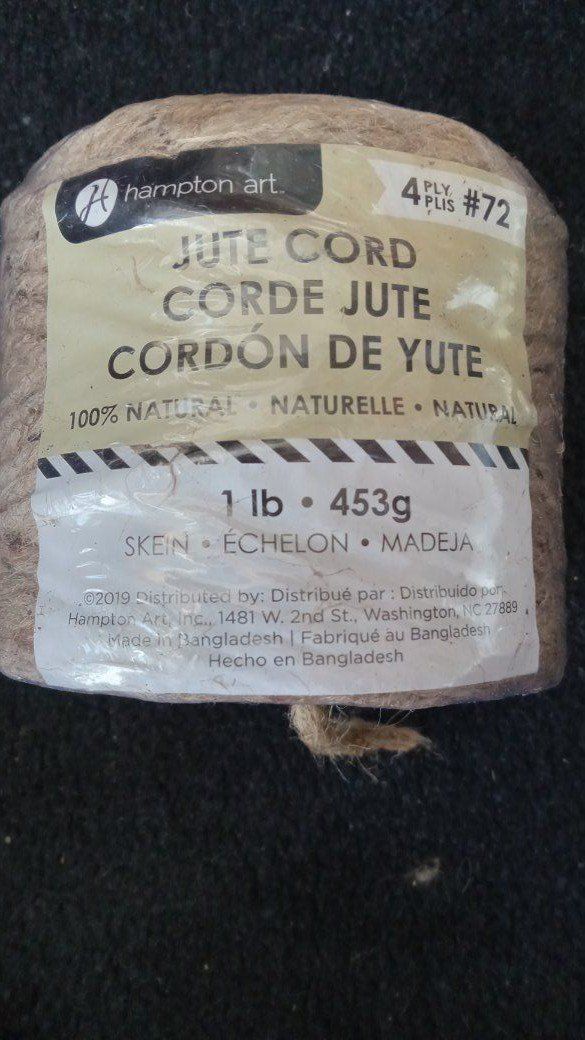 H hampton art™
4 PLY PLIS #72
JUTE CORD
CORDE JUTE
CORDÓN DE YUTE
100% NATURAL • NATURELLE • NATURAL
1 lb • 453g
SKEIN • ÉCHELON • MADEJA
©2019 Distributed by: Distribué par : Distribuido por:
Hampton Art, Inc., 1481 W. 2nd St., Washington, NC 27889
Made in Bangladesh | Fabriqué au Bangladesh
Hecho en Bangladesh